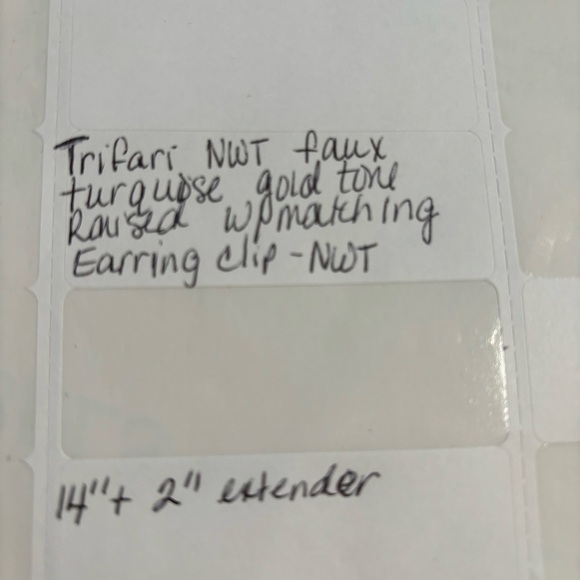 Trifari NWT faux
turquose gold tone
Raised w/matching
Earring clip - NWT
14" + 2" extender